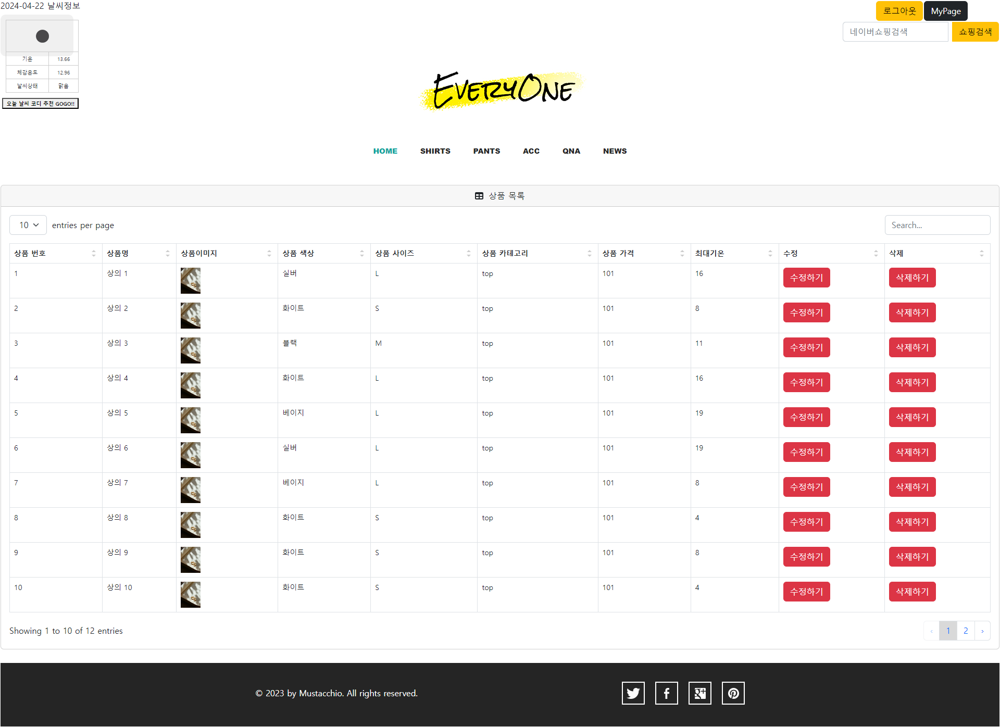 2024-04-22 날씨정보
로그아웃 MyPage
네이버쇼핑검색 쇼핑검색
기온 13.66
체감온도 12.96
날씨상태 맑음
오늘 날씨 코디 추천 GOGO!!
EVERYONE
HOME SHIRTS PANTS ACC QNA NEWS
상품 목록
10 entries per page Search...
상품 번호 상품명 상품이미지 상품 색상 상품 사이즈 상품 카테고리 상품 가격 최대기온 수정 삭제
1 상의 1 실버 L top 101 16 수정하기 삭제하기
2 상의 2 화이트 S top 101 8 수정하기 삭제하기
3 상의 3 블랙 M top 101 11 수정하기 삭제하기
4 상의 4 화이트 L top 101 16 수정하기 삭제하기
5 상의 5 베이지 L top 101 19 수정하기 삭제하기
6 상의 6 실버 L top 101 19 수정하기 삭제하기
7 상의 7 베이지 L top 101 8 수정하기 삭제하기
8 상의 8 화이트 S top 101 4 수정하기 삭제하기
9 상의 9 화이트 S top 101 8 수정하기 삭제하기
10 상의 10 화이트 S top 101 4 수정하기 삭제하기
Showing 1 to 10 of 12 entries ‹ 1 2 ›
© 2023 by Mustacchio. All rights reserved.